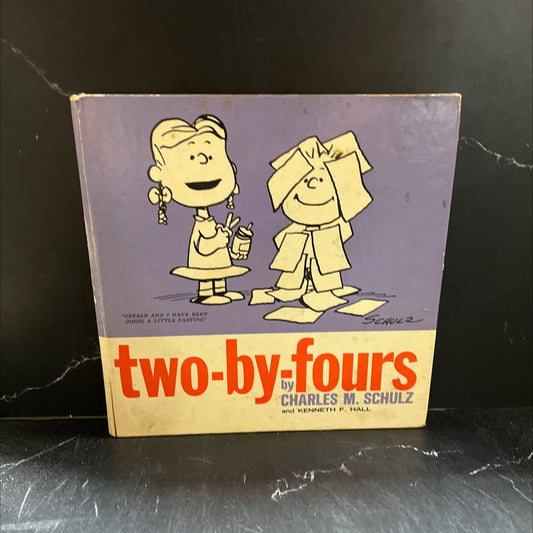 "GERALD AND I HAVE BEEN
DOING A LITTLE PASTING"
SCHULZ
two-by-fours
by
CHARLES M. SCHULZ
and KENNETH F. HALL